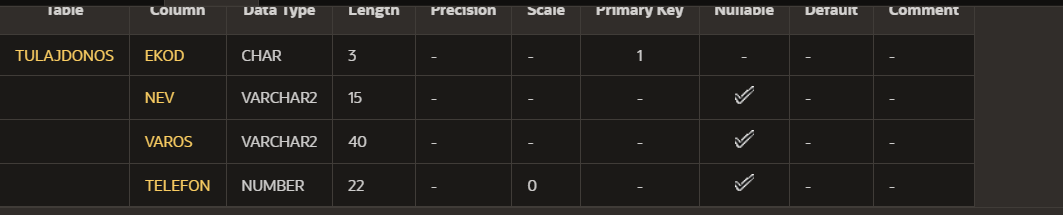 Table Column Data Type Length Precision Scale Primary Key Nullable Default Comment
TULAJDONOS EKOD CHAR 3 - - 1 - - -
NEV VARCHAR2 15 - - - - -
VAROS VARCHAR2 40 - - - - -
TELEFON NUMBER 22 - 0 - - -